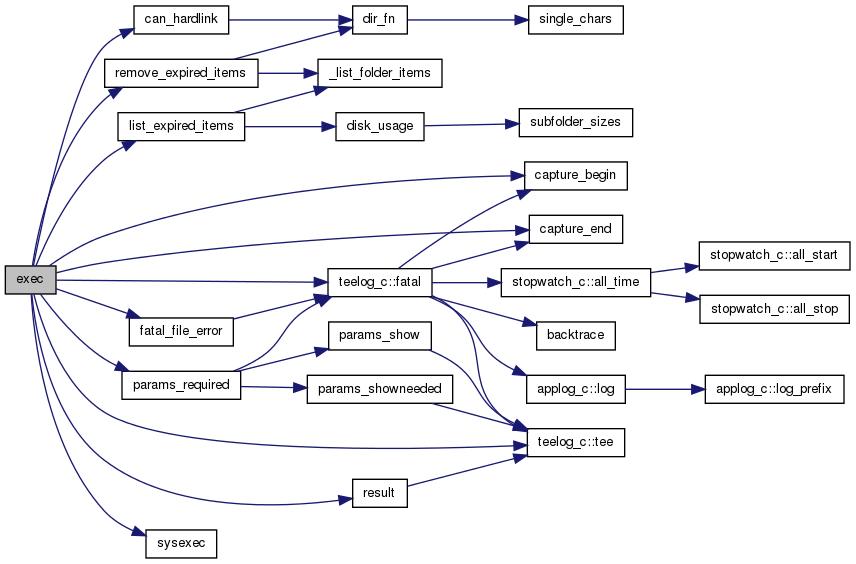 can_hardlink
dir_fn
single_chars
remove_expired_items
_list_folder_items
list_expired_items
disk_usage
subfolder_sizes
capture_begin
capture_end
stopwatch_c::all_start
exec
teelog_c::fatal
stopwatch_c::all_time
stopwatch_c::all_stop
fatal_file_error
params_show
backtrace
params_required
params_showneeded
applog_c::log
applog_c::log_prefix
teelog_c::tee
result
sysexec